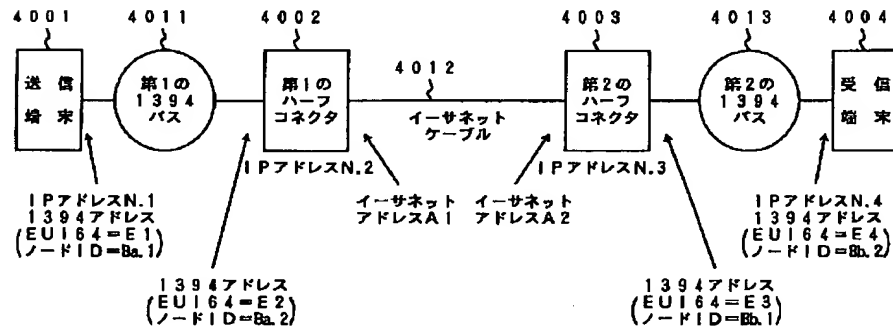 4001
4011
4002
4003
4013
4004
4012
送信
端末
第1の
1394
バス
第1の
ハーフ
コネクタ
イーサネット
ケーブル
第2の
ハーフ
コネクタ
第2の
1394
バス
受信
端末
IPアドレスN.2
IPアドレスN.3
IPアドレスN.1
1394アドレス
(EUI64=E1
ノードID=Ba.1)
イーサネット
アドレスA1
イーサネット
アドレスA2
IPアドレスN.4
1394アドレス
(EUI64=E4
ノードID=Bb.2)
1394アドレス
(EUI64=E2
ノードID=Ba.2)
1394アドレス
(EUI64=E3
ノードID=Bb.1)